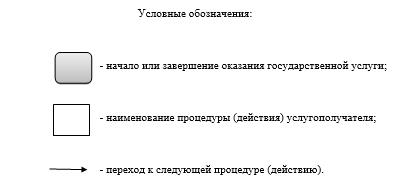 Условные обозначения:
- начало или завершение оказания государственной услуги;
- наименование процедуры (действия) услугополучателя;
- переход к следующей процедуре (действию).